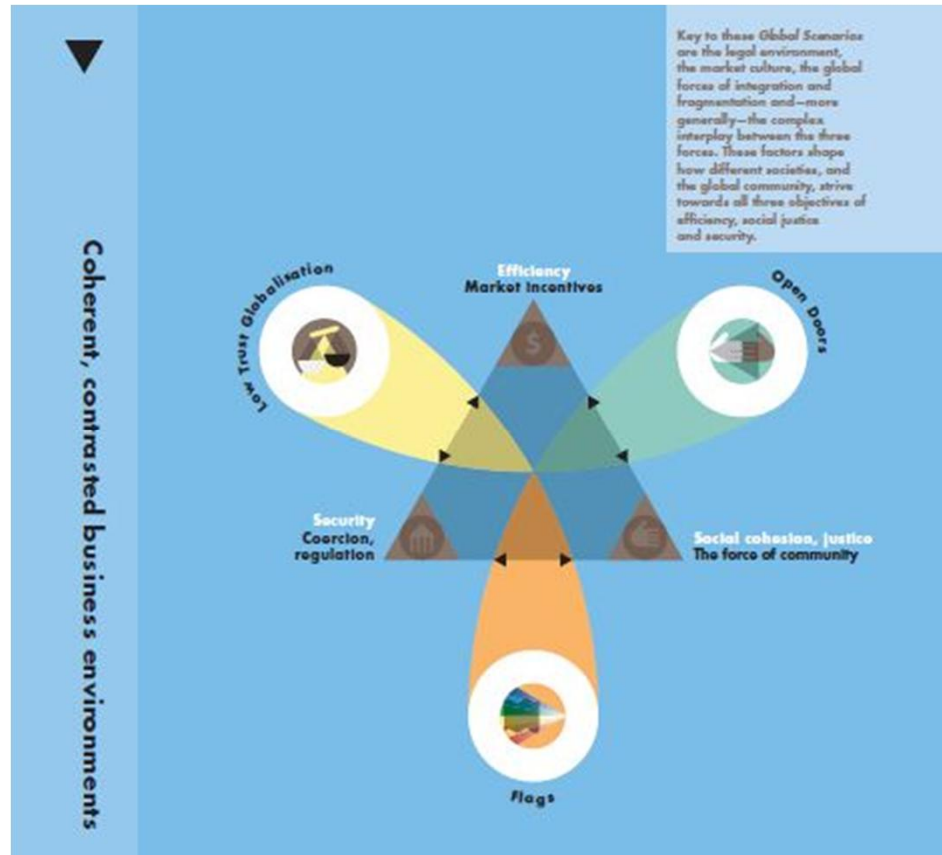 Coherent, contrasted business environments
Key to these Global Scenarios
are the legal environment,
the market culture, the global
forces of integration and
fragmentation and—more
generally—the complex
interplay between the three
forces. These factors shape
how different societies, and
the global community, strive
towards all three objectives of
efficiency, social justice
and security.
Low Trust Globalisation
Efficiency
Market incentives
Open Doors
$
Security
Coercion,
regulation
Social cohesion, justice
The force of community
Flags